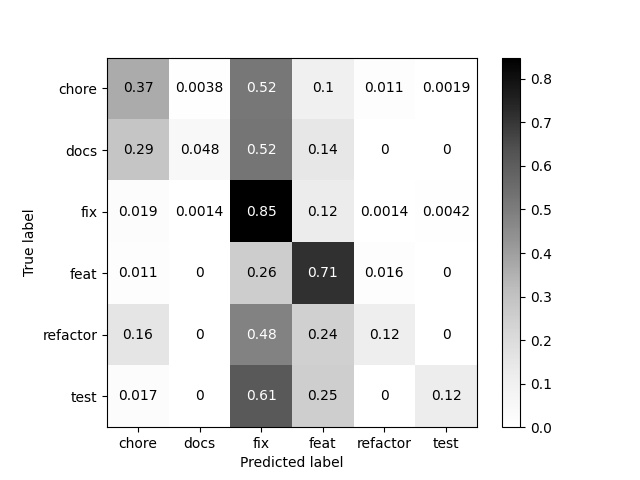 chore 0.37 0.0038 0.52 0.1 0.011 0.0019
docs 0.29 0.048 0.52 0.14 0 0
fix 0.019 0.0014 0.85 0.12 0.0014 0.0042
feat 0.011 0 0.26 0.71 0.016 0
refactor 0.16 0 0.48 0.24 0.12 0
test 0.017 0 0.61 0.25 0 0.12
chore docs fix feat refactor test
Predicted label
True label
0.8
0.7
0.6
0.5
0.4
0.3
0.2
0.1
0.0